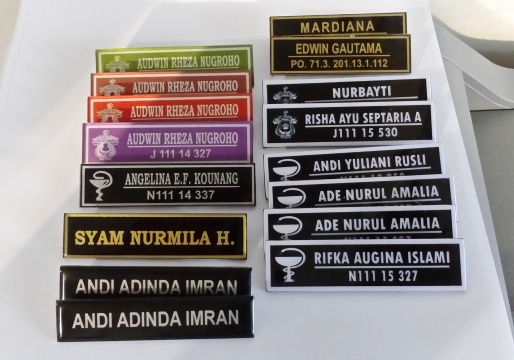 AUDWIN RHEZA NUGROHO
AUDWIN RHEZA NUGROHO
AUDWIN RHEZA NUGROHO
AUDWIN RHEZA NUGROHO
J 111 14 327
ANGELINA E.F. KOUNANG
N111 14 337
SYAM NURMILA H.
ANDI ADINDA IMRAN
ANDI ADINDA IMRAN
MARDIANA
EDWIN GAUTAMA
PO. 71.3. 201.13.1.112
NURBAYTI
RISHA AYU SEPTARIA A
J111 15 530
ANDI YULIANI RUSLI
ADE NURUL AMALIA
ADE NURUL AMALIA
RIFKA AUGINA ISLAMI
N111 15 327